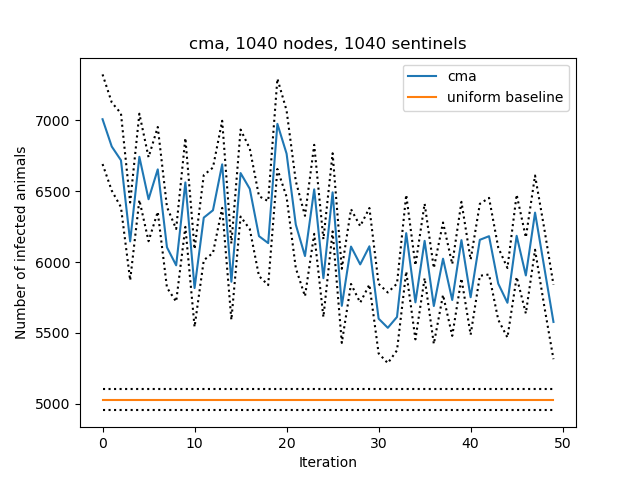 cma, 1040 nodes, 1040 sentinels
cma
uniform baseline
Number of infected animals
7000
6500
6000
5500
5000
0
10
20
30
40
50
Iteration